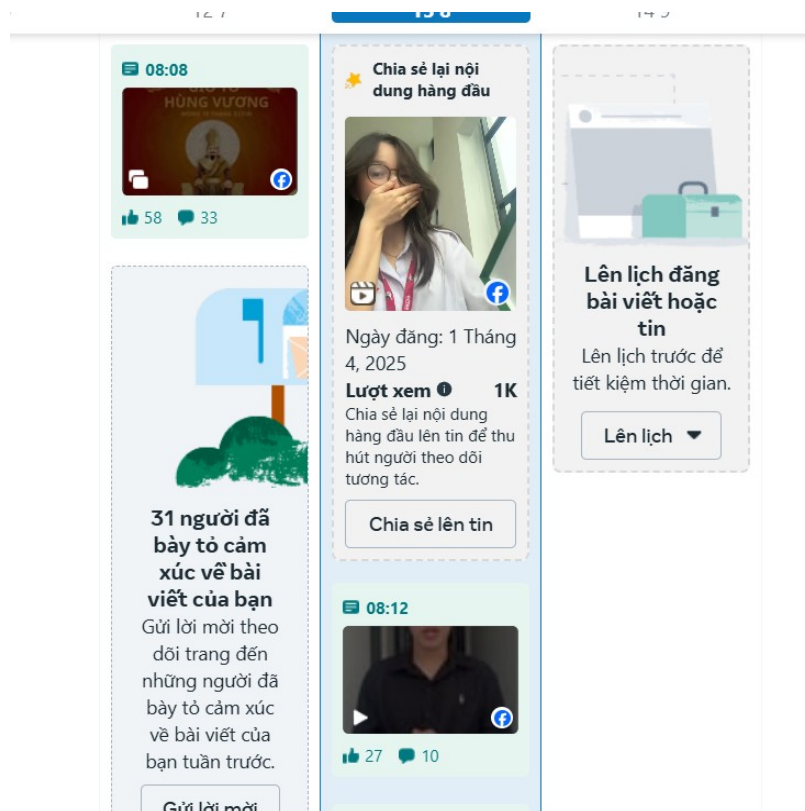 08:08
HÙNG VƯƠNG
58 33
31 người đã
bày tỏ cảm
xúc về bài
viết của bạn
Gửi lời mời theo
dõi trang đến
những người đã
bày tỏ cảm xúc
về bài viết của
bạn tuần trước.
Gửi lời mời
Chia sẻ lại nội
dung hàng đầu
Ngày đăng: 1 Tháng
4, 2025
Lượt xem 1K
Chia sẻ lại nội dung
hàng đầu lên tin để thu
hút người theo dõi
tương tác.
Chia sẻ lên tin
08:12
27 10
Lên lịch đăng
bài viết hoặc
tin
Lên lịch trước để
tiết kiệm thời gian.
Lên lịch